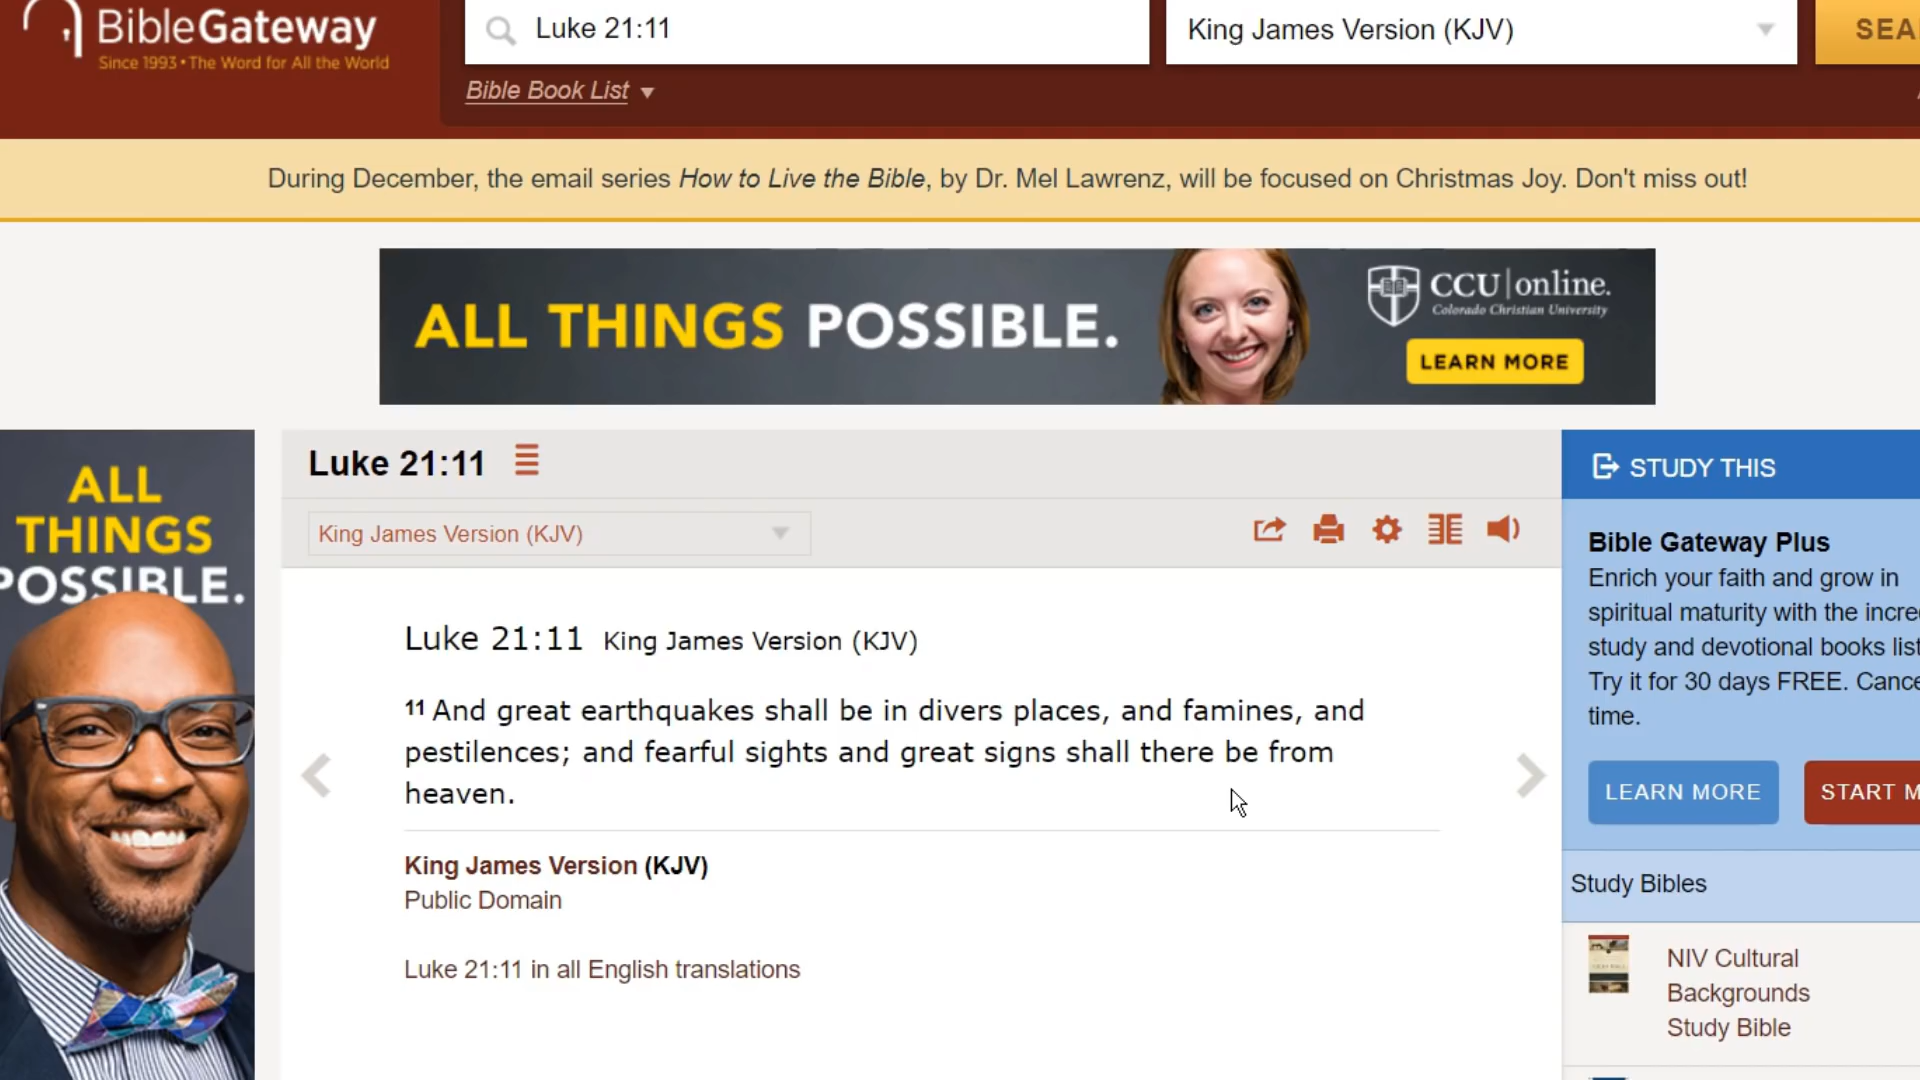 BibleGateway
Since 1993 • The Word for All the World
Luke 21:11
King James Version (KJV)
Bible Book List
During December, the email series How to Live the Bible, by Dr. Mel Lawrenz, will be focused on Christmas Joy. Don't miss out!
ALL THINGS POSSIBLE.
CCU|online.
Colorado Christian University
LEARN MORE
ALL
THINGS
POSSIBLE.
Luke 21:11
King James Version (KJV)
Luke 21:11 King James Version (KJV)
11 And great earthquakes shall be in divers places, and famines, and
pestilences; and fearful sights and great signs shall there be from
heaven.
King James Version (KJV)
Public Domain
Luke 21:11 in all English translations
STUDY THIS
Bible Gateway Plus
Enrich your faith and grow in
spiritual maturity with the
study and devotional books
Try it for 30 days FREE.
time.
LEARN MORE
START
Study Bibles
NIV Cultural
Backgrounds
Study Bible